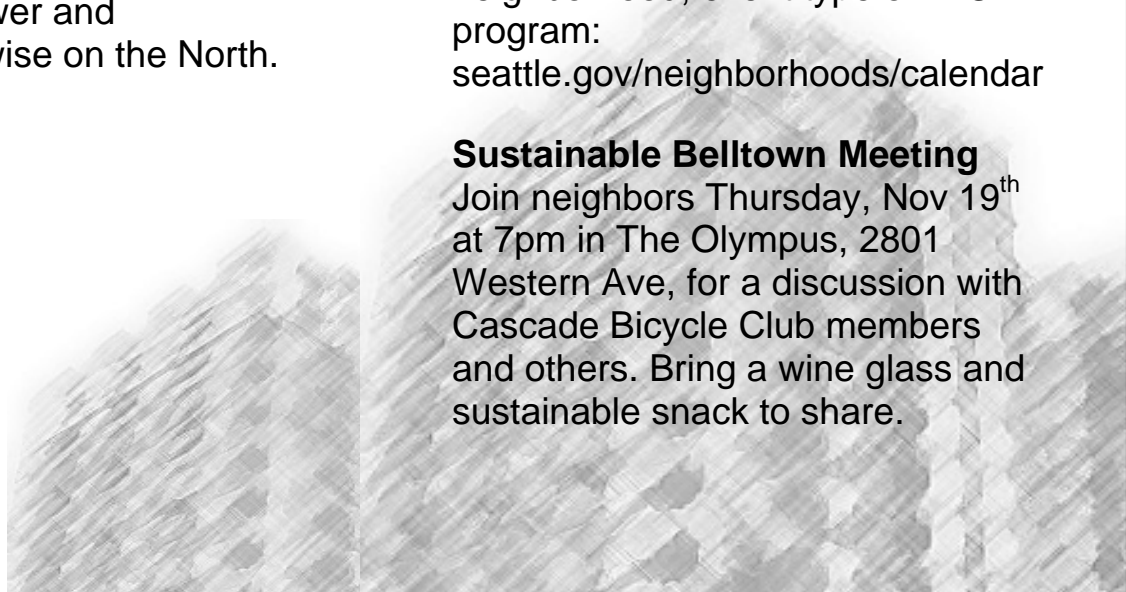 and
wise on the North.
program:
seattle.gov/neighborhoods/calendar
Sustainable Belltown Meeting
Join neighbors Thursday, Nov 19th
at 7pm in The Olympus, 2801
Western Ave, for a discussion with
Cascade Bicycle Club members
and others. Bring a wine glass and
sustainable snack to share.